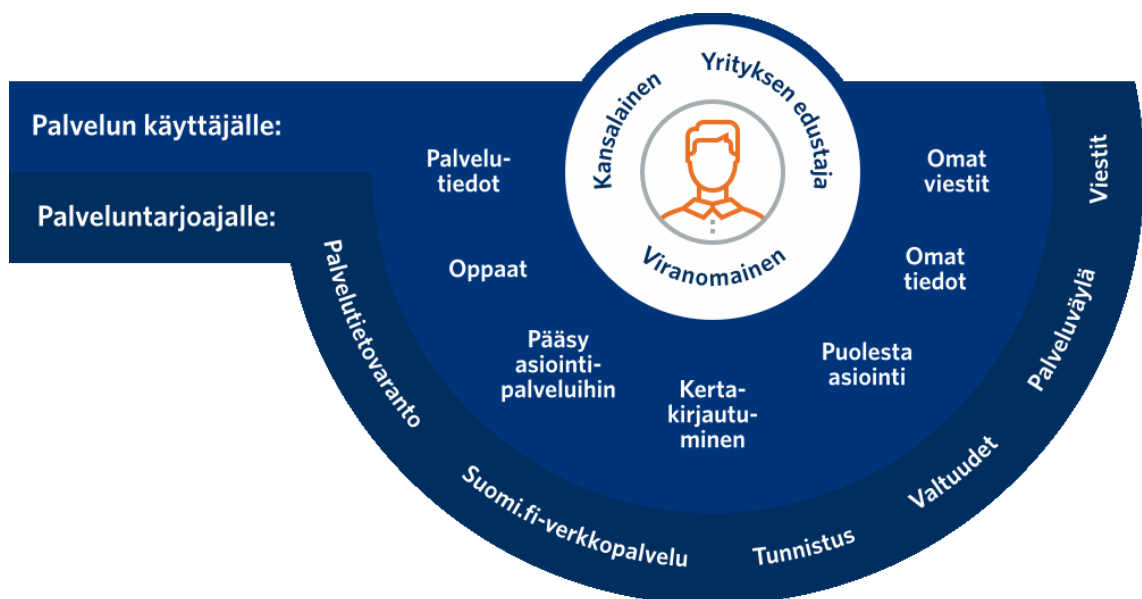 Kansalainen
Yrityksen edustaja
Viranomainen
Palvelun käyttäjälle:
Palvelu-
tiedot
Oppaat
Pääsy
asiointi-
palveluihin
Kerta-
kirjautu-
minen
Puolesta
asiointi
Omat
tiedot
Omat
viestit
Palveluntarjoajalle:
Palvelutietovaranto
Suomi.fi-verkkopalvelu
Tunnistus
Valtuudet
Palveluväylä
Viestit